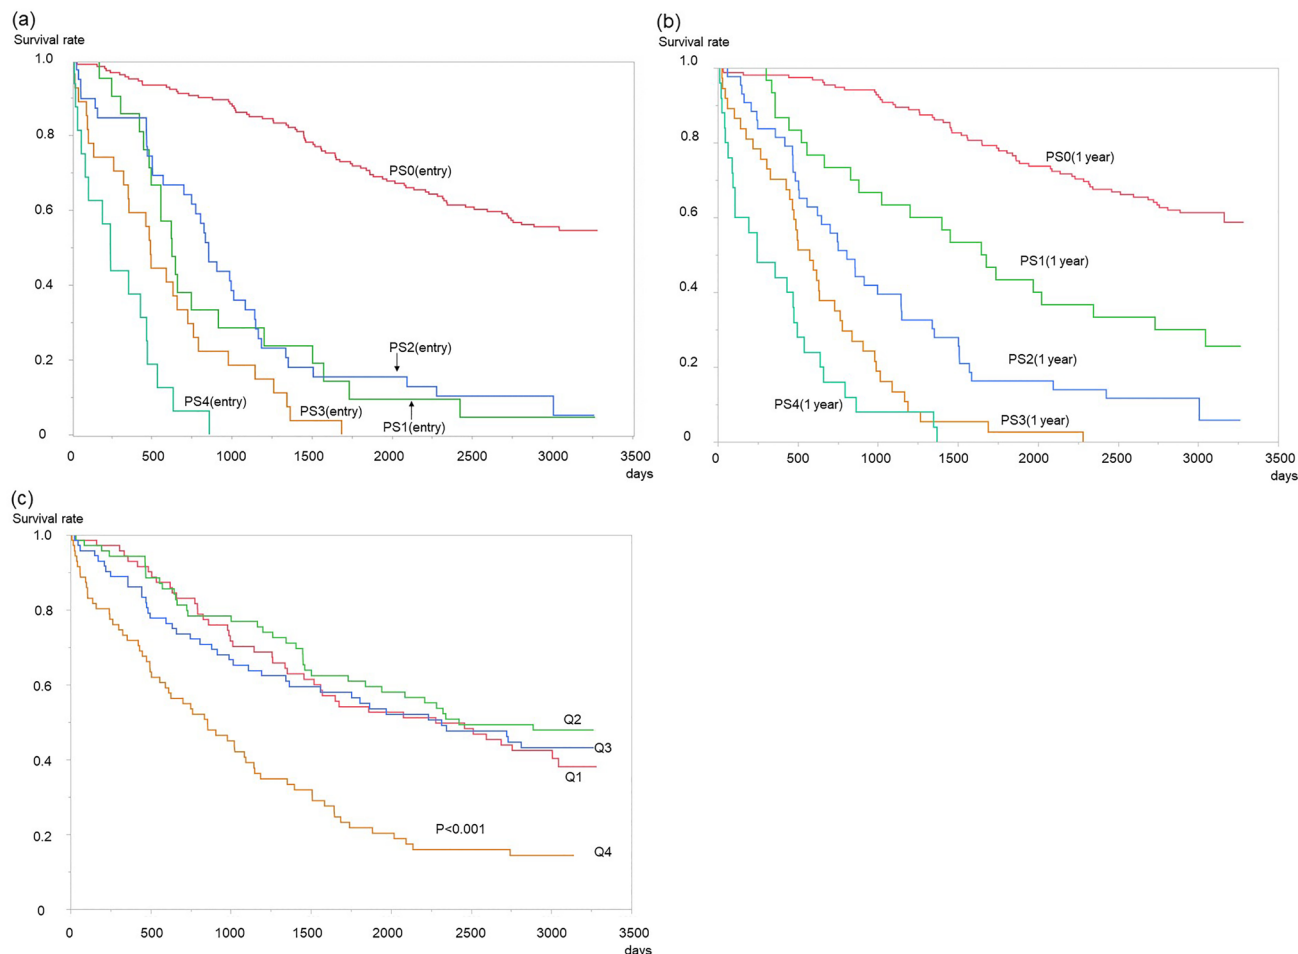 (a)
Survival rate
1.0
0.8
0.6
0.4
0.2
0
PS0(entry)
PS2(entry)
PS4(entry)
PS3(entry)
PS1(entry)
0 500 1000 1500 2000 2500 3000 3500
days
(b)
Survival rate
1.0
0.8
0.6
0.4
0.2
0
PS0(1 year)
PS1(1 year)
PS2(1 year)
PS4(1 year)
PS3(1 year)
0 500 1000 1500 2000 2500 3000 3500
days
(c)
Survival rate
1.0
0.8
0.6
0.4
0.2
0
Q2
Q3
Q1
P<0.001
Q4
0 500 1000 1500 2000 2500 3000 3500
days